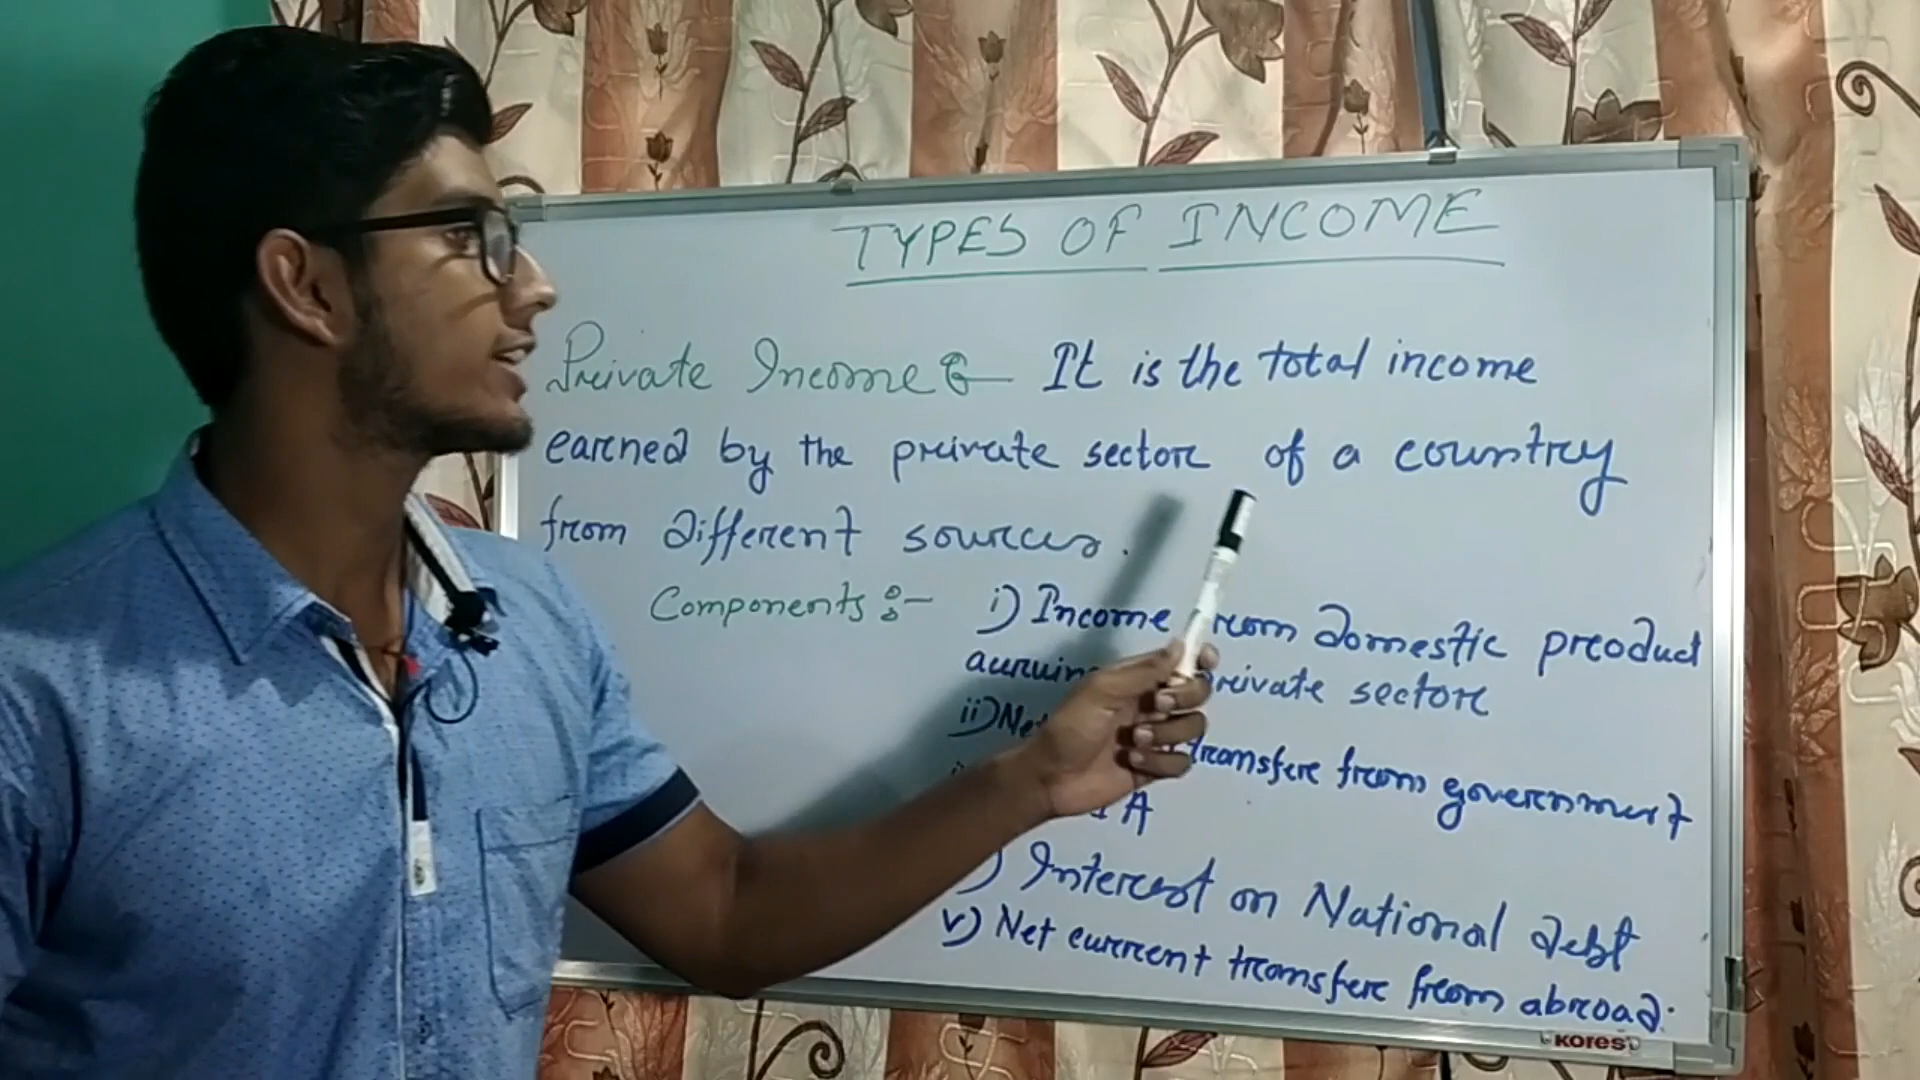 TYPES OF INCOME
Private Income :- It is the total income
earned by the private sector of a country
from different sources.
Components :- i) Income from domestic product
private sector
ii) Net transfer from government
Interest on National debt
v) Net current transfer from abroad.
Kores